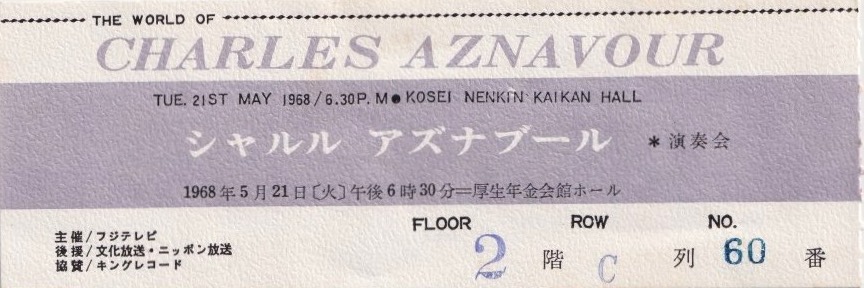 THE WORLD OF
CHARLES AZNAVOUR
TUE. 21ST MAY 1968/6.30P.M●KOSEI NENKIN KAIKAN HALL
シャルル アズナブール *演奏会
1968年5月21日〔火〕午後6時30分=厚生年金会館ホール
FLOOR ROW NO.
2階 C列 60番
主催/フジテレビ
後援/文化放送・ニッポン放送
協賛/キングレコード